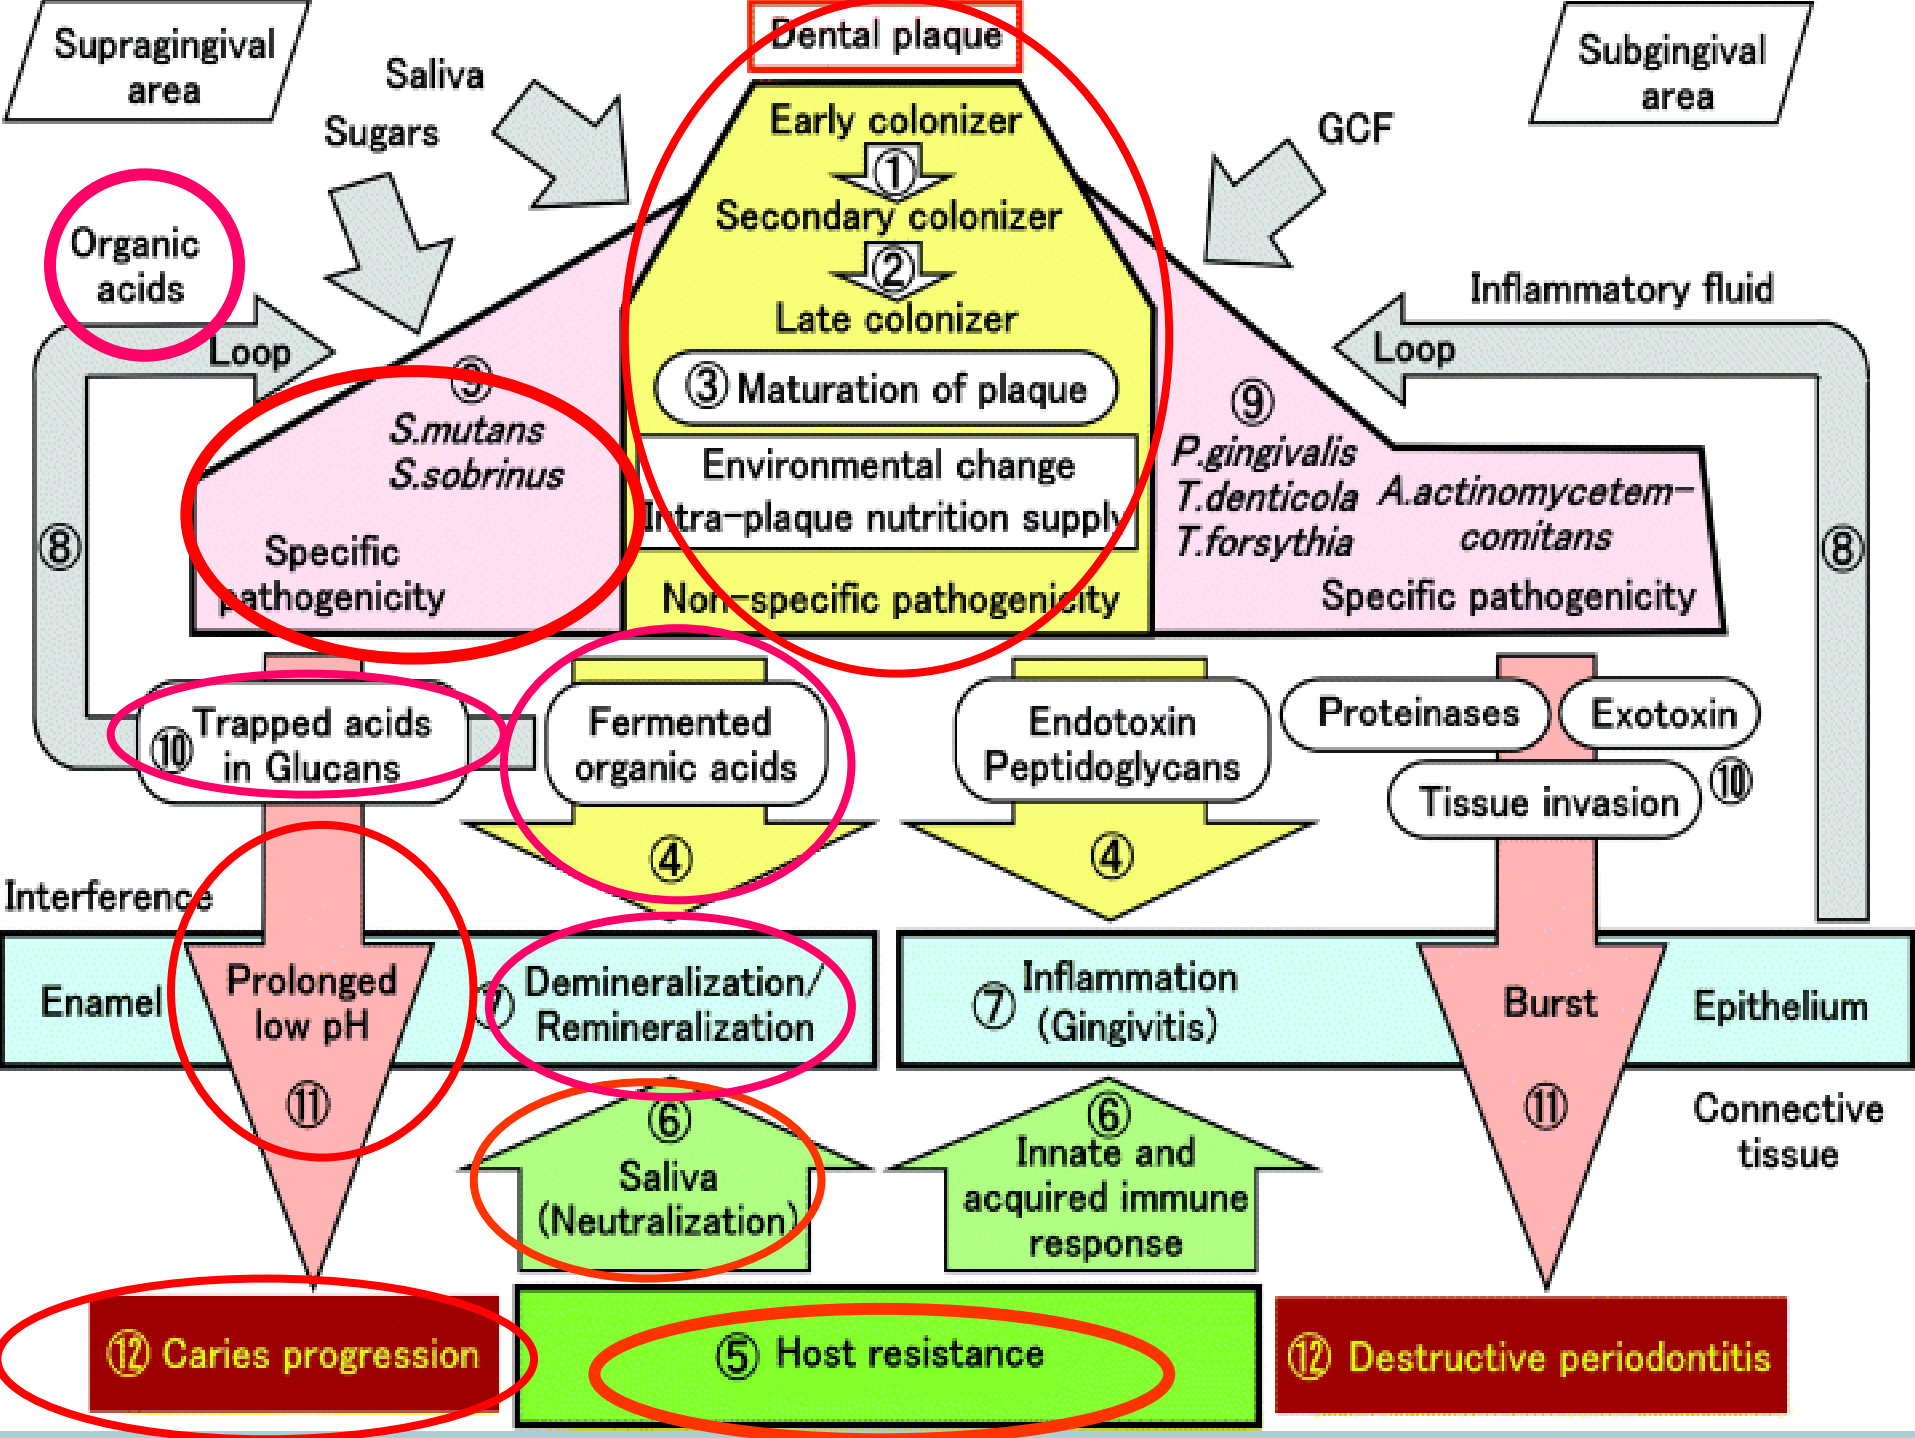 Supragingival
area
Saliva
Sugars
Dental plaque
Subgingival
area
GCF
Early colonizer
①
Secondary colonizer
②
Late colonizer
③ Maturation of plaque
Environmental change
Intra-plaque nutrition supply
Non-specific pathogenicity
Organic
acids
Loop
⑧
⑨
S.mutans
S.sobrinus
Specific
pathogenicity
Inflammatory fluid
Loop
⑧
⑨
P.gingivalis
T.denticola
T.forsythia
A.actinomycetem-
comitans
Specific pathogenicity
Trapped acids
⑩ in Glucans
Fermented
organic acids
④
Endotoxin
Peptidoglycans
④
Proteinases
Exotoxin
Tissue invasion
⑩
Interference
Enamel
Prolonged
low pH
⑪
⑦ Demineralization/
Remineralization
⑦ Inflammation
(Gingivitis)
Burst
⑪
Epithelium
Connective
tissue
⑥
Saliva
(Neutralization)
⑥
Innate and
acquired immune
response
⑫ Caries progression
⑤ Host resistance
⑫ Destructive periodontitis